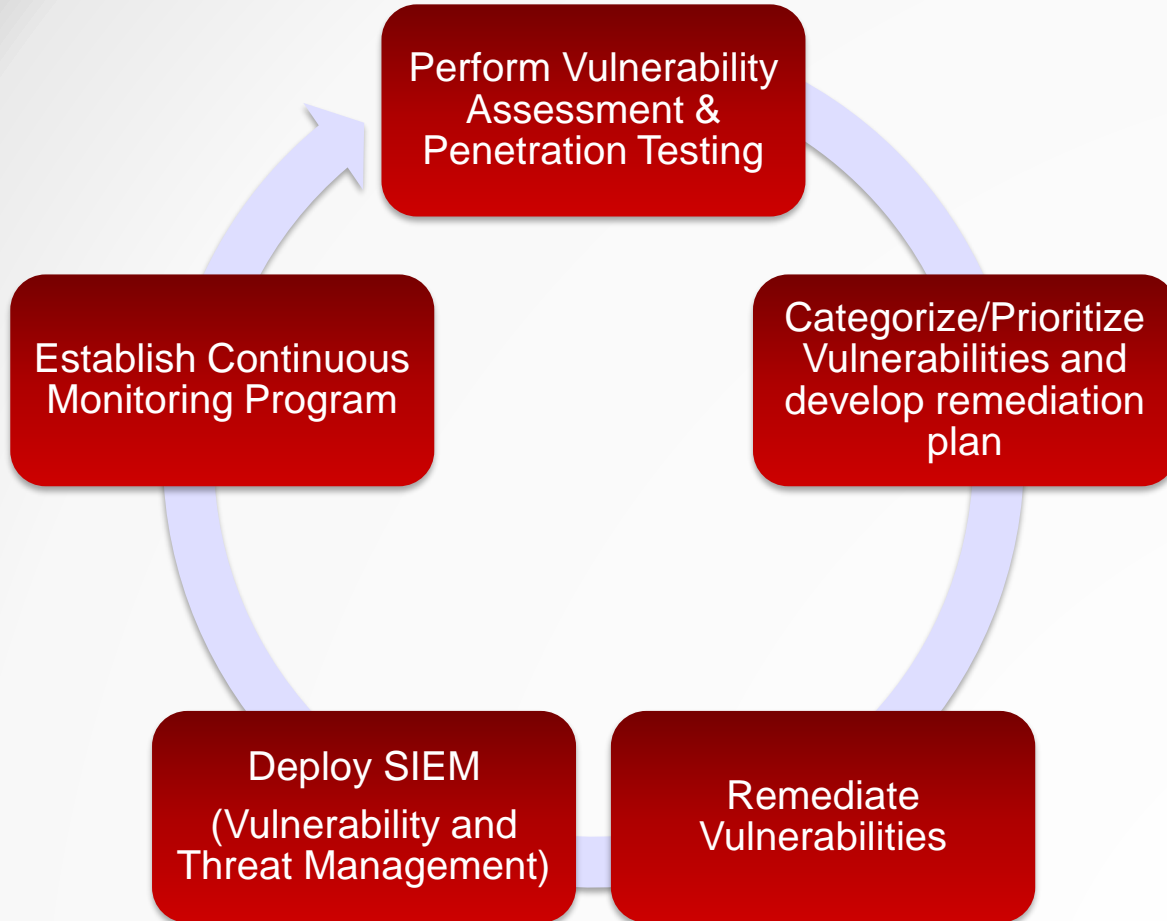 Perform Vulnerability
Assessment &
Penetration Testing
Categorize/Prioritize
Vulnerabilities and
develop remediation
plan
Remediate
Vulnerabilities
Deploy SIEM
(Vulnerability and
Threat Management)
Establish Continuous
Monitoring Program